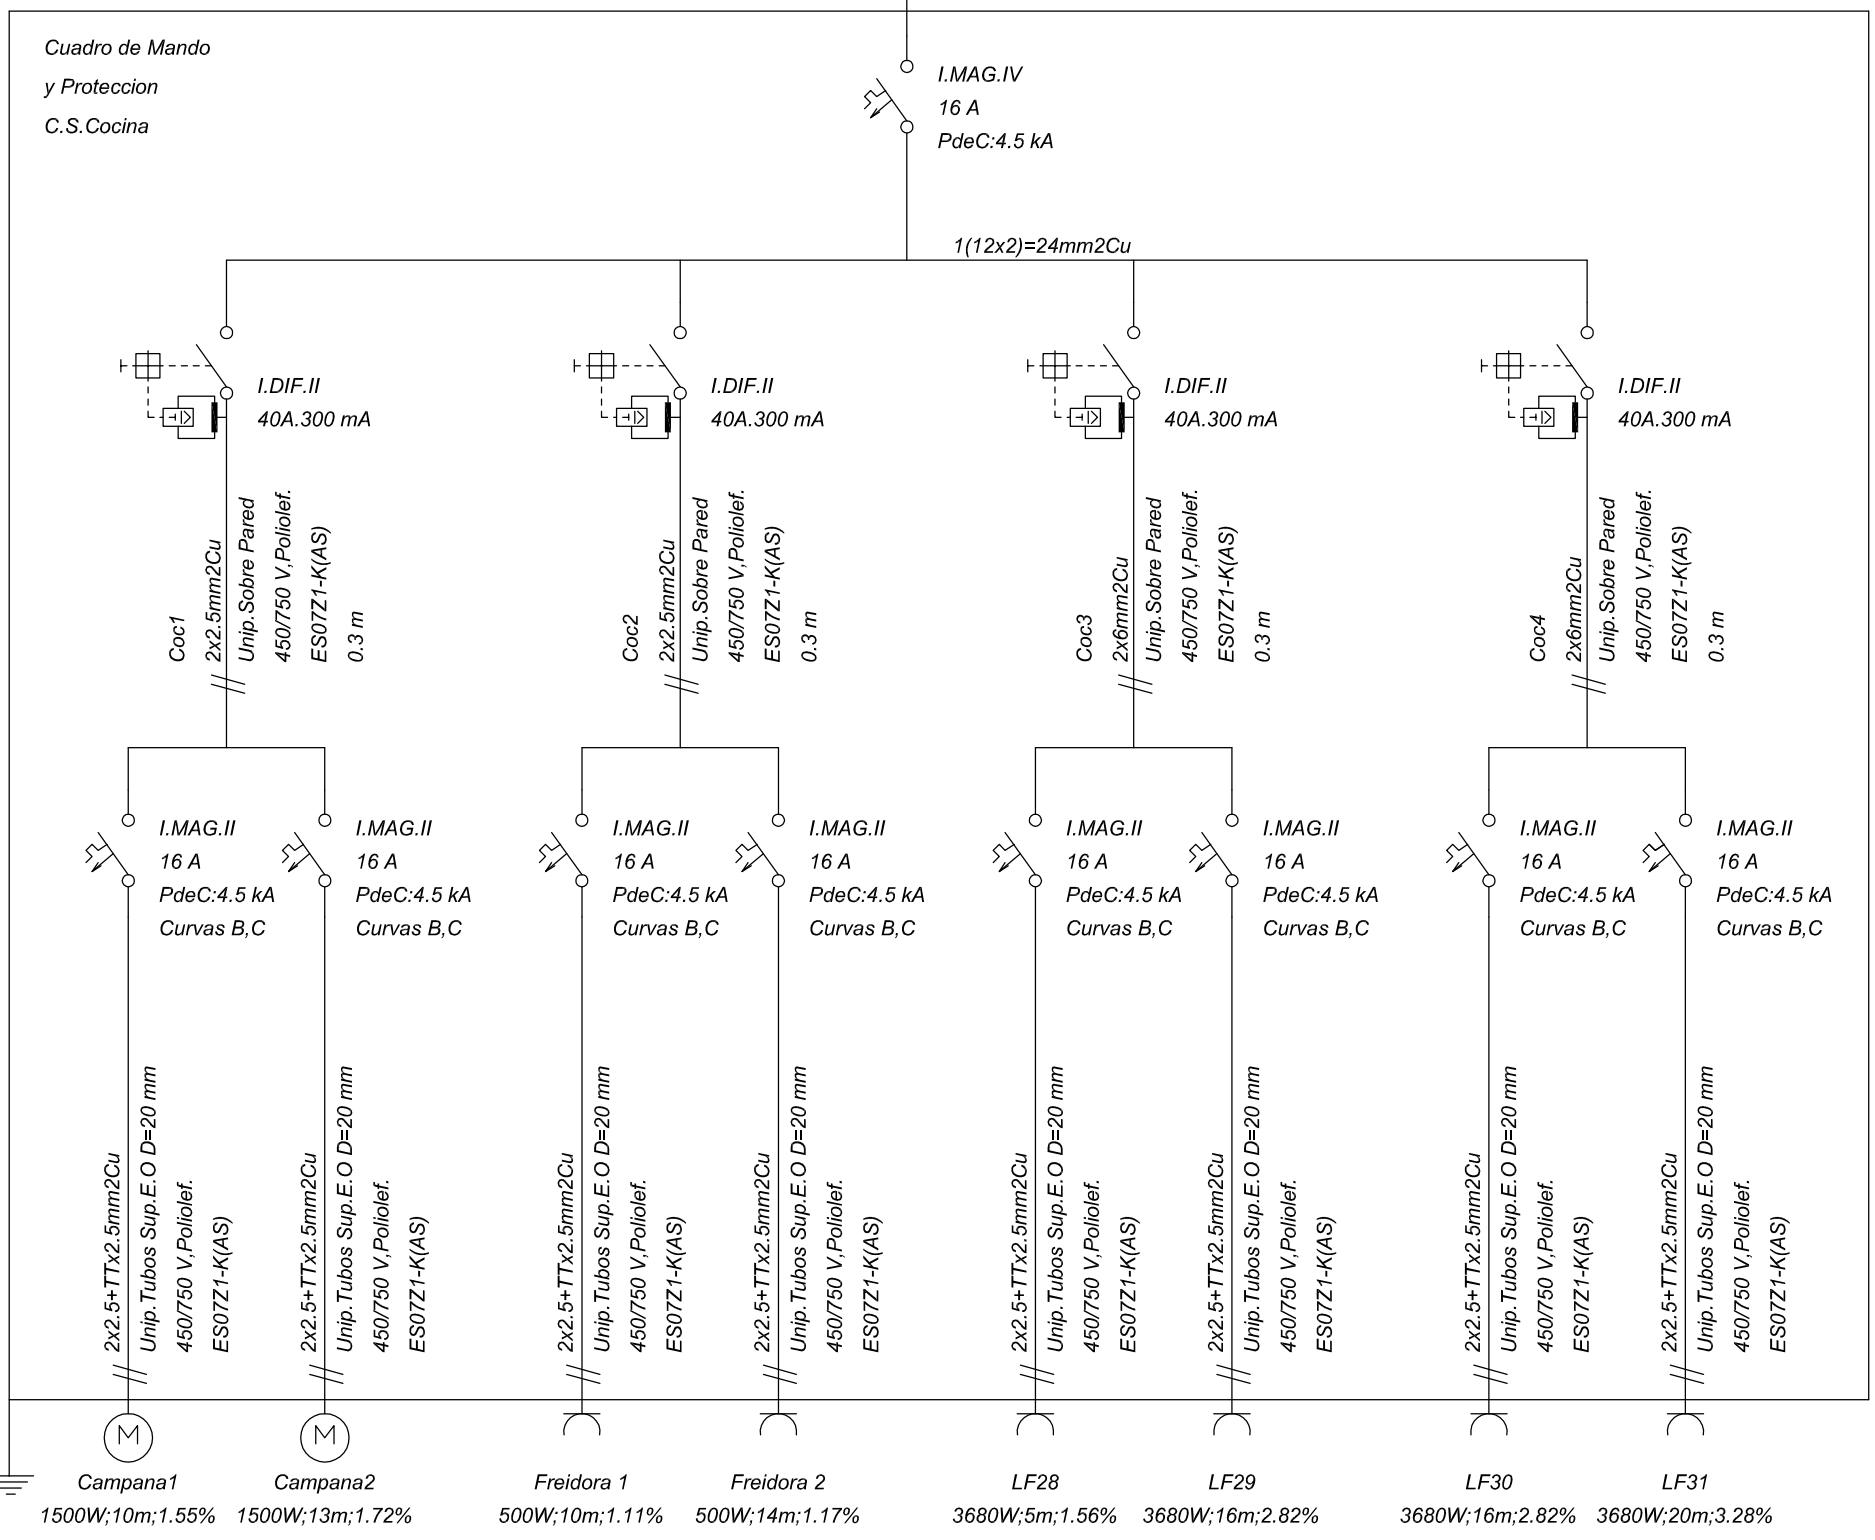 Cuadro de Mando
y Proteccion
C.S.Cocina
I.MAG.IV
16 A
PdeC:4.5 kA
1(12x2)=24mm2Cu
I.DIF.II
40A.300 mA
I.DIF.II
40A.300 mA
I.DIF.II
40A.300 mA
I.DIF.II
40A.300 mA
Coc1
2x2.5mm2Cu
Unip.Sobre Pared
450/750 V,Poliolef.
ES07Z1-K(AS)
0.3 m
Coc2
2x2.5mm2Cu
Unip.Sobre Pared
450/750 V,Poliolef.
ES07Z1-K(AS)
0.3 m
Coc3
2x6mm2Cu
Unip.Sobre Pared
450/750 V,Poliolef.
ES07Z1-K(AS)
0.3 m
Coc4
2x6mm2Cu
Unip.Sobre Pared
450/750 V,Poliolef.
ES07Z1-K(AS)
0.3 m
I.MAG.II
16 A
PdeC:4.5 kA
Curvas B,C
I.MAG.II
16 A
PdeC:4.5 kA
Curvas B,C
I.MAG.II
16 A
PdeC:4.5 kA
Curvas B,C
I.MAG.II
16 A
PdeC:4.5 kA
Curvas B,C
I.MAG.II
16 A
PdeC:4.5 kA
Curvas B,C
I.MAG.II
16 A
PdeC:4.5 kA
Curvas B,C
I.MAG.II
16 A
PdeC:4.5 kA
Curvas B,C
I.MAG.II
16 A
PdeC:4.5 kA
Curvas B,C
2x2.5+TTx2.5mm2Cu
Unip.Tubos Sup.E.O D=20 mm
450/750 V,Poliolef.
ES07Z1-K(AS)
2x2.5+TTx2.5mm2Cu
Unip.Tubos Sup.E.O D=20 mm
450/750 V,Poliolef.
ES07Z1-K(AS)
2x2.5+TTx2.5mm2Cu
Unip.Tubos Sup.E.O D=20 mm
450/750 V,Poliolef.
ES07Z1-K(AS)
2x2.5+TTx2.5mm2Cu
Unip.Tubos Sup.E.O D=20 mm
450/750 V,Poliolef.
ES07Z1-K(AS)
2x2.5+TTx2.5mm2Cu
Unip.Tubos Sup.E.O D=20 mm
450/750 V,Poliolef.
ES07Z1-K(AS)
2x2.5+TTx2.5mm2Cu
Unip.Tubos Sup.E.O D=20 mm
450/750 V,Poliolef.
ES07Z1-K(AS)
2x2.5+TTx2.5mm2Cu
Unip.Tubos Sup.E.O D=20 mm
450/750 V,Poliolef.
ES07Z1-K(AS)
2x2.5+TTx2.5mm2Cu
Unip.Tubos Sup.E.O D=20 mm
450/750 V,Poliolef.
ES07Z1-K(AS)
M
Campana1
1500W;10m;1.55%
M
Campana2
1500W;13m;1.72%
Freidora 1
500W;10m;1.11%
Freidora 2
500W;14m;1.17%
LF28
3680W;5m;1.56%
LF29
3680W;16m;2.82%
LF30
3680W;16m;2.82%
LF31
3680W;20m;3.28%